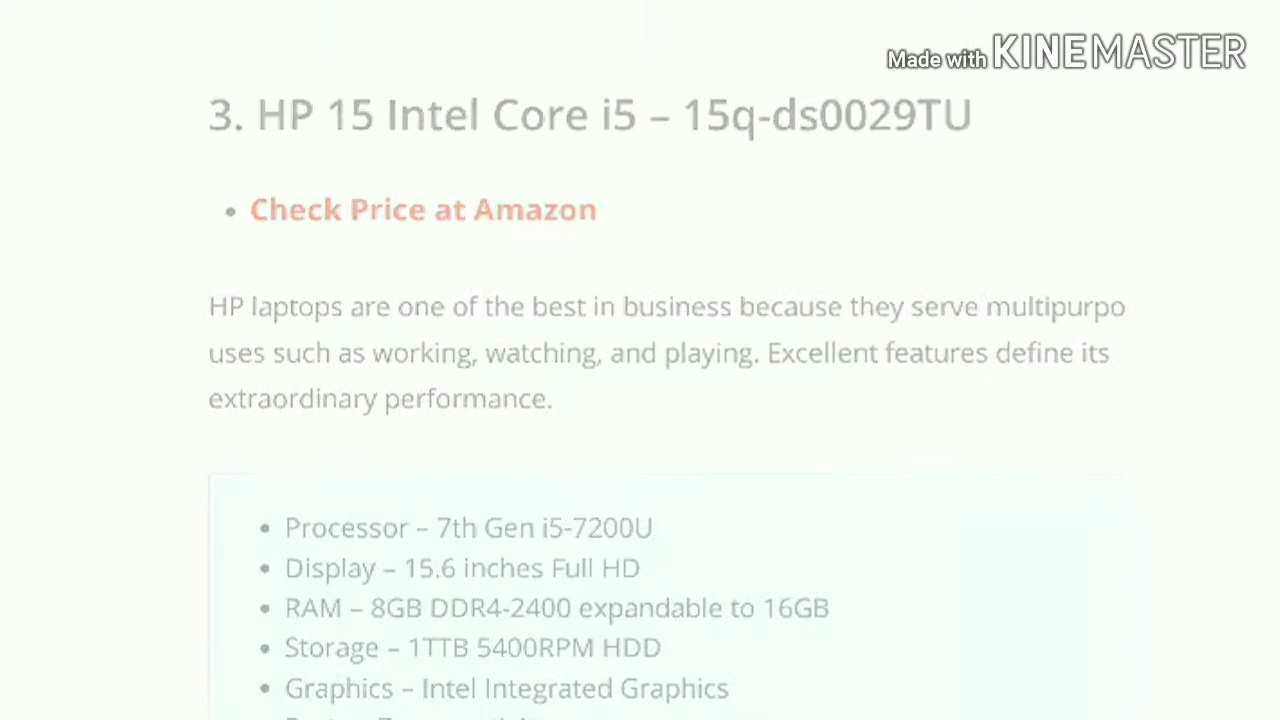 Made with KINEMASTER
3. HP 15 Intel Core i5 – 15q-ds0029TU
• Check Price at Amazon
HP laptops are one of the best in business because they serve multipurpo
uses such as working, watching, and playing. Excellent features define its
extraordinary performance.
• Processor – 7th Gen i5-7200U
• Display – 15.6 inches Full HD
• RAM – 8GB DDR4-2400 expandable to 16GB
• Storage – 1TTB 5400RPM HDD
• Graphics – Intel Integrated Graphics